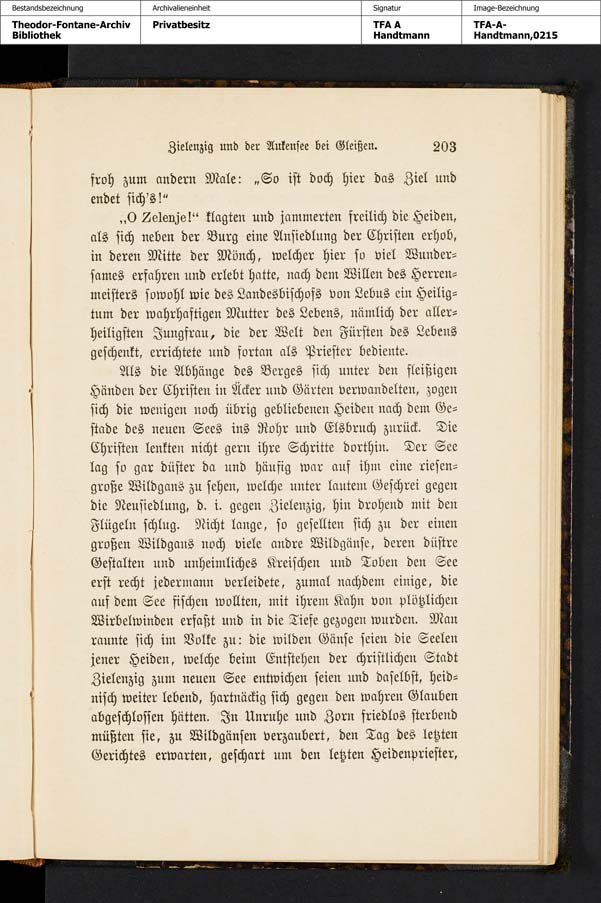 Bestandsbezeichnung
Archivalieneinheit
Signatur
Image-Bezeichnung
Theodor-Fontane-Archiv
Bibliothek
Privatbesitz
TFA A
Handtmann
TFA-A-
Handtmann,0215
Zielenzig und der Aukensee bei Gleißen. 203
froh zum andern Male: „So ist doch hier das Ziel und
endet sich's!"
„O Zelenje!" klagten und jammerten freilich die Heiden,
als sich neben der Burg eine Ansiedlung der Christen erhob,
in deren Mitte der Mönch, welcher hier so viel Wunder-
sames erfahren und erlebt hatte, nach dem Willen des Herren-
meisters sowohl wie des Landesbischofs von Lebus ein Heilig-
tum der wahrhaftigen Mutter des Lebens, nämlich der aller-
heiligsten Jungfrau, die der Welt den Fürsten des Lebens
geschenkt, errichtete und fortan als Priester bediente.
Als die Abhänge des Berges sich unter den fleißigen
Händen der Christen in Äcker und Gärten verwandelten, zogen
sich die wenigen noch übrig gebliebenen Heiden nach dem Ge-
stade des neuen Sees ins Rohr und Elsbruch zurück. Die
Christen lenkten nicht gern ihre Schritte dorthin. Der See
lag so gar düster da und häufig war auf ihm eine riesen-
große Wildgans zu sehen, welche unter lautem Geschrei gegen
die Neusiedlung, d. i. gegen Zielenzig, hin drohend mit den
Flügeln schlug. Nicht lange, so gesellten sich zu der einen
großen Wildgans noch viele andre Wildgänse, deren düstre
Gestalten und unheimliches Kreischen und Toben den See
erst recht jedermann verleidete, zumal nachdem einige, die
auf dem See fischen wollten, mit ihrem Kahn von plötzlichen
Wirbelwinden erfaßt und in die Tiefe gezogen wurden. Man
raunte sich im Volke zu: die wilden Gänse seien die Seelen
jener Heiden, welche beim Entstehen der christlichen Stadt
Zielenzig zum neuen See entwichen seien und daselbst, heid-
nisch weiter lebend, hartnäckig sich gegen den wahren Glauben
abgeschlossen hätten. In Unruhe und Zorn friedlos sterbend
müßten sie, zu Wildgänsen verzaubert, den Tag des letzten
Gerichtes erwarten, geschart um den letzten Heidenpriester,